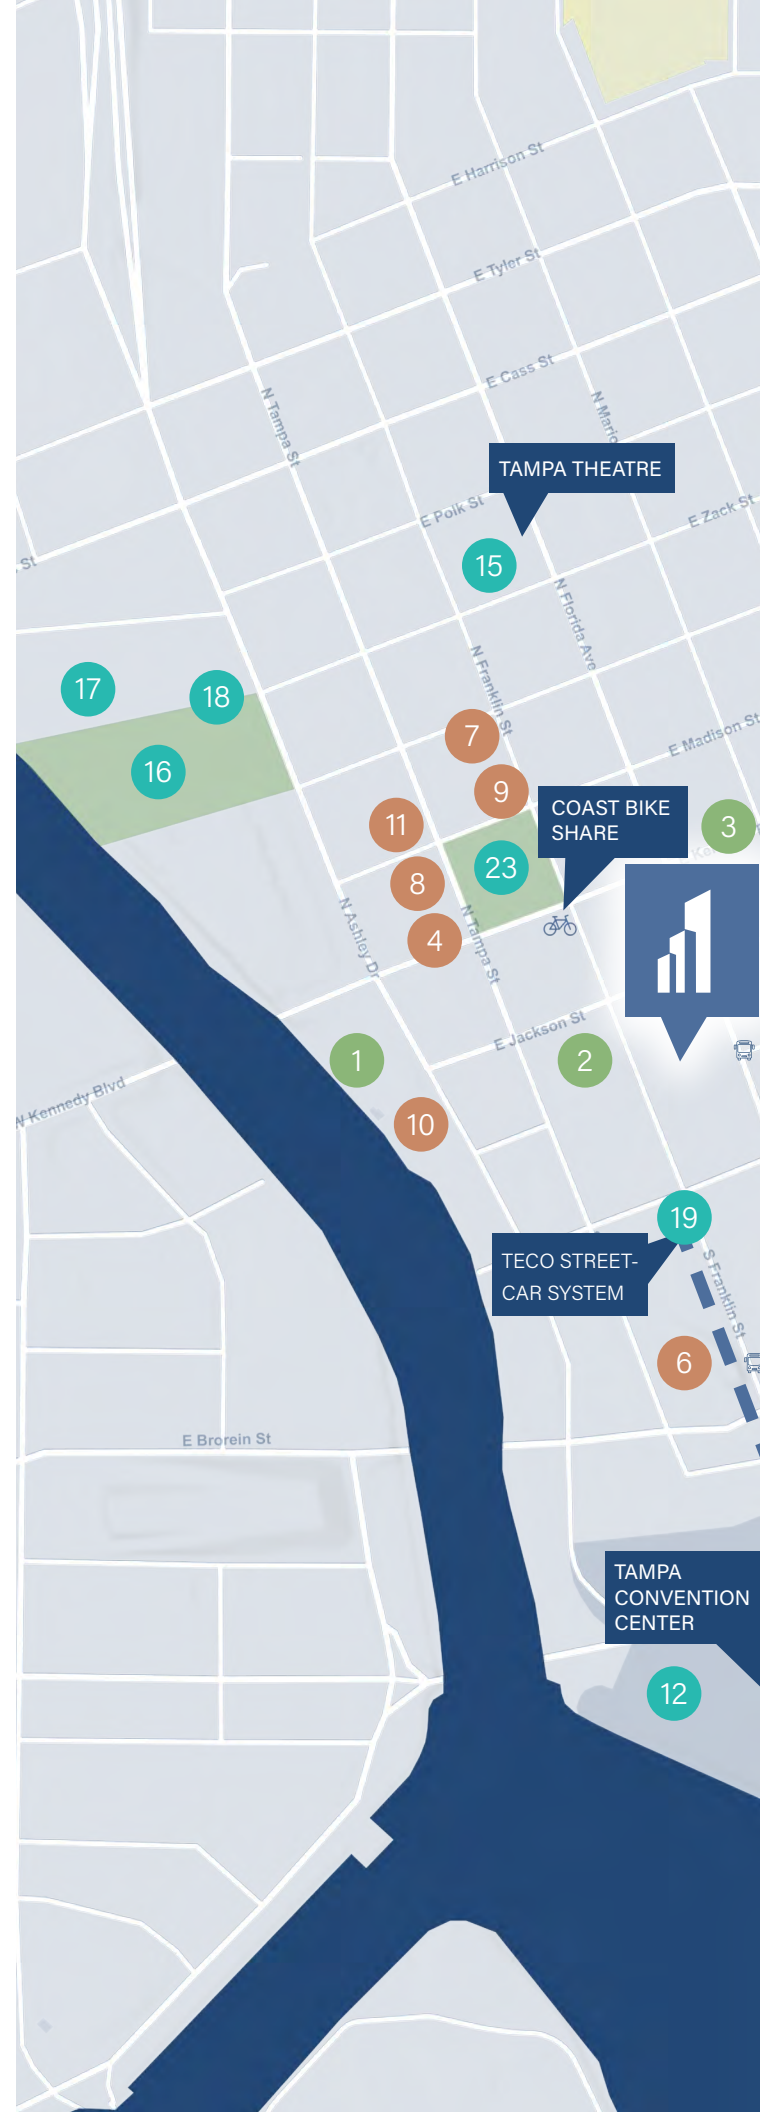 E Harrison St
E Tyler St
E Cass St
N Tampa St
N Mario
TAMPA THEATRE
E Polk St
E Zack St
St
15
N Florida Ave
N Franklin St
17
18
7
E Madison St
16
9
COAST BIKE
SHARE
11
3
8
23
4
N Ashley Dr
N Tampa St
E Jackson St
1
2
W Kennedy Blvd
10
19
TECO STREET-
CAR SYSTEM
S Franklin St
6
E Brorein St
TAMPA
CONVENTION
CENTER
12